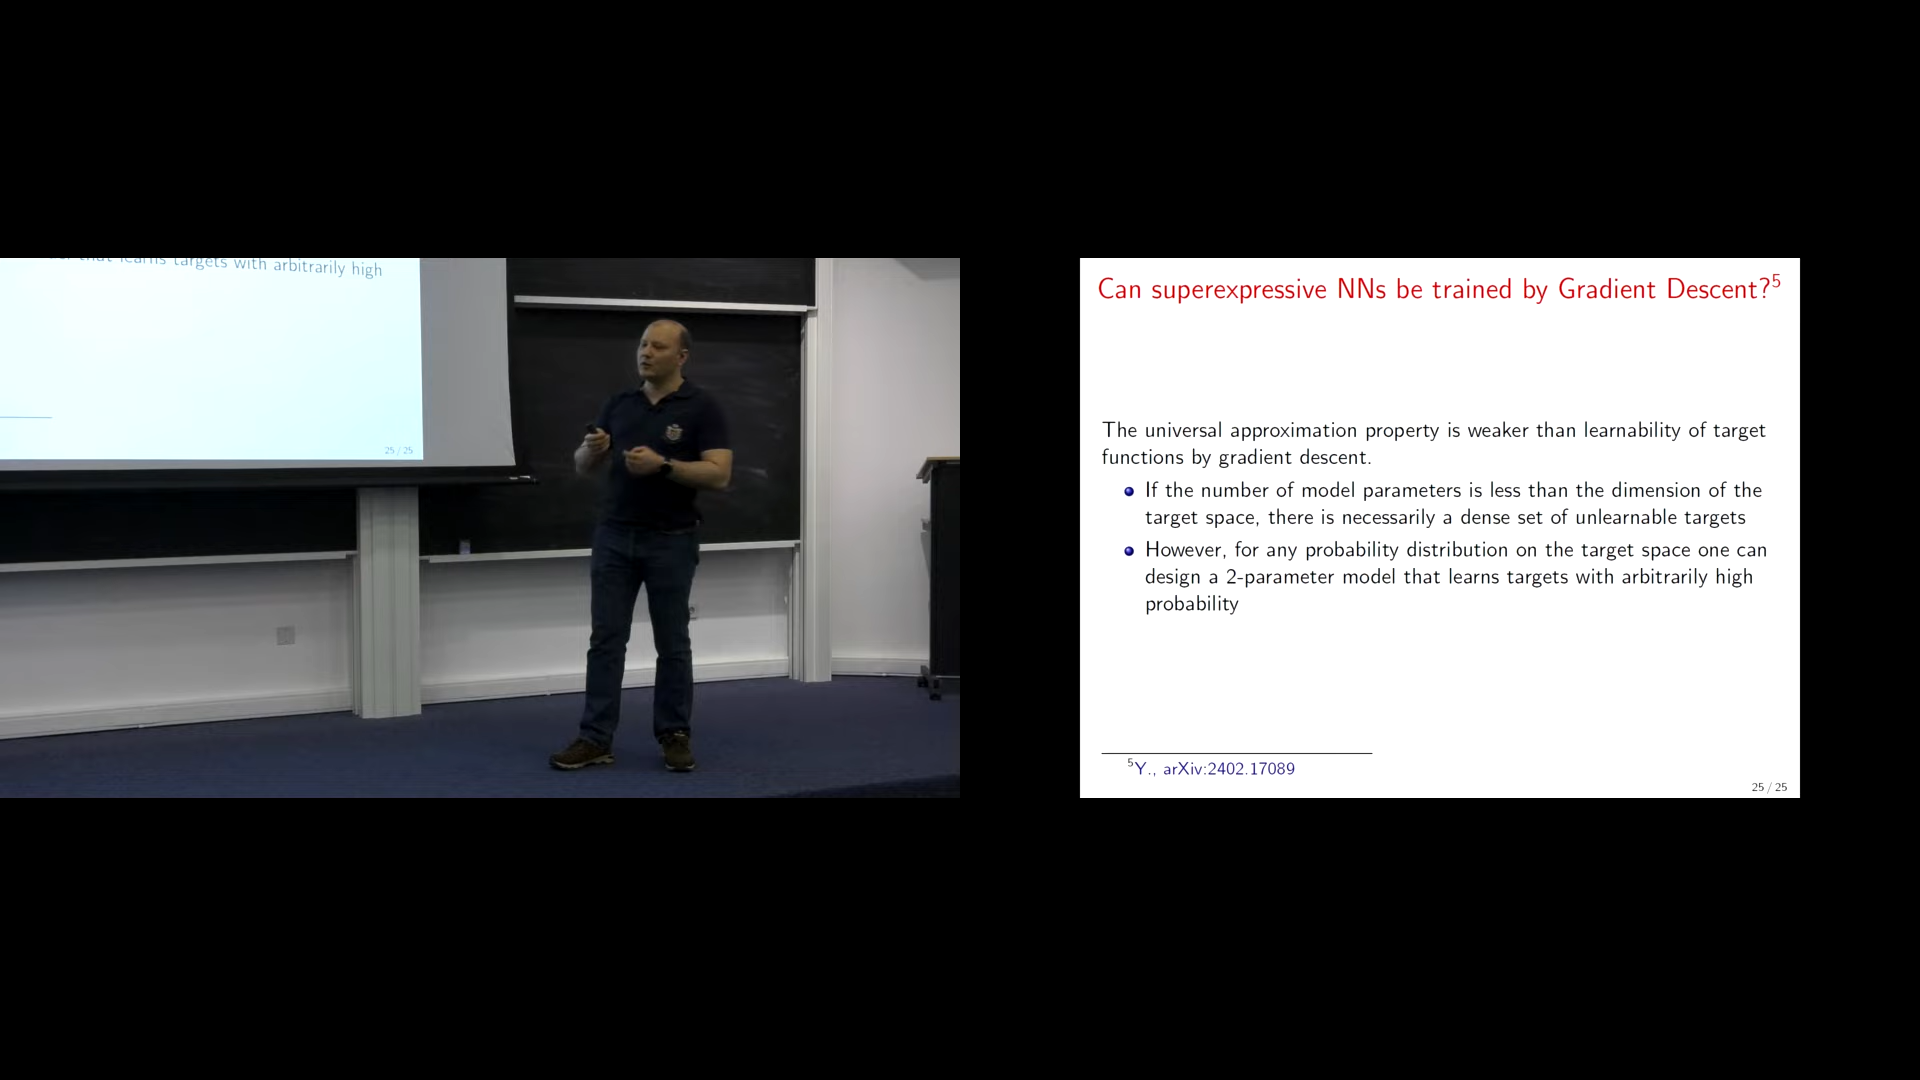 that learns targets with arbitrarily high
25 / 25
Can superexpressive NNs be trained by Gradient Descent?⁵
The universal approximation property is weaker than learnability of target
functions by gradient descent.
If the number of model parameters is less than the dimension of the
target space, there is necessarily a dense set of unlearnable targets
However, for any probability distribution on the target space one can
design a 2-parameter model that learns targets with arbitrarily high
probability
⁵Y., arXiv:2402.17089
25 / 25